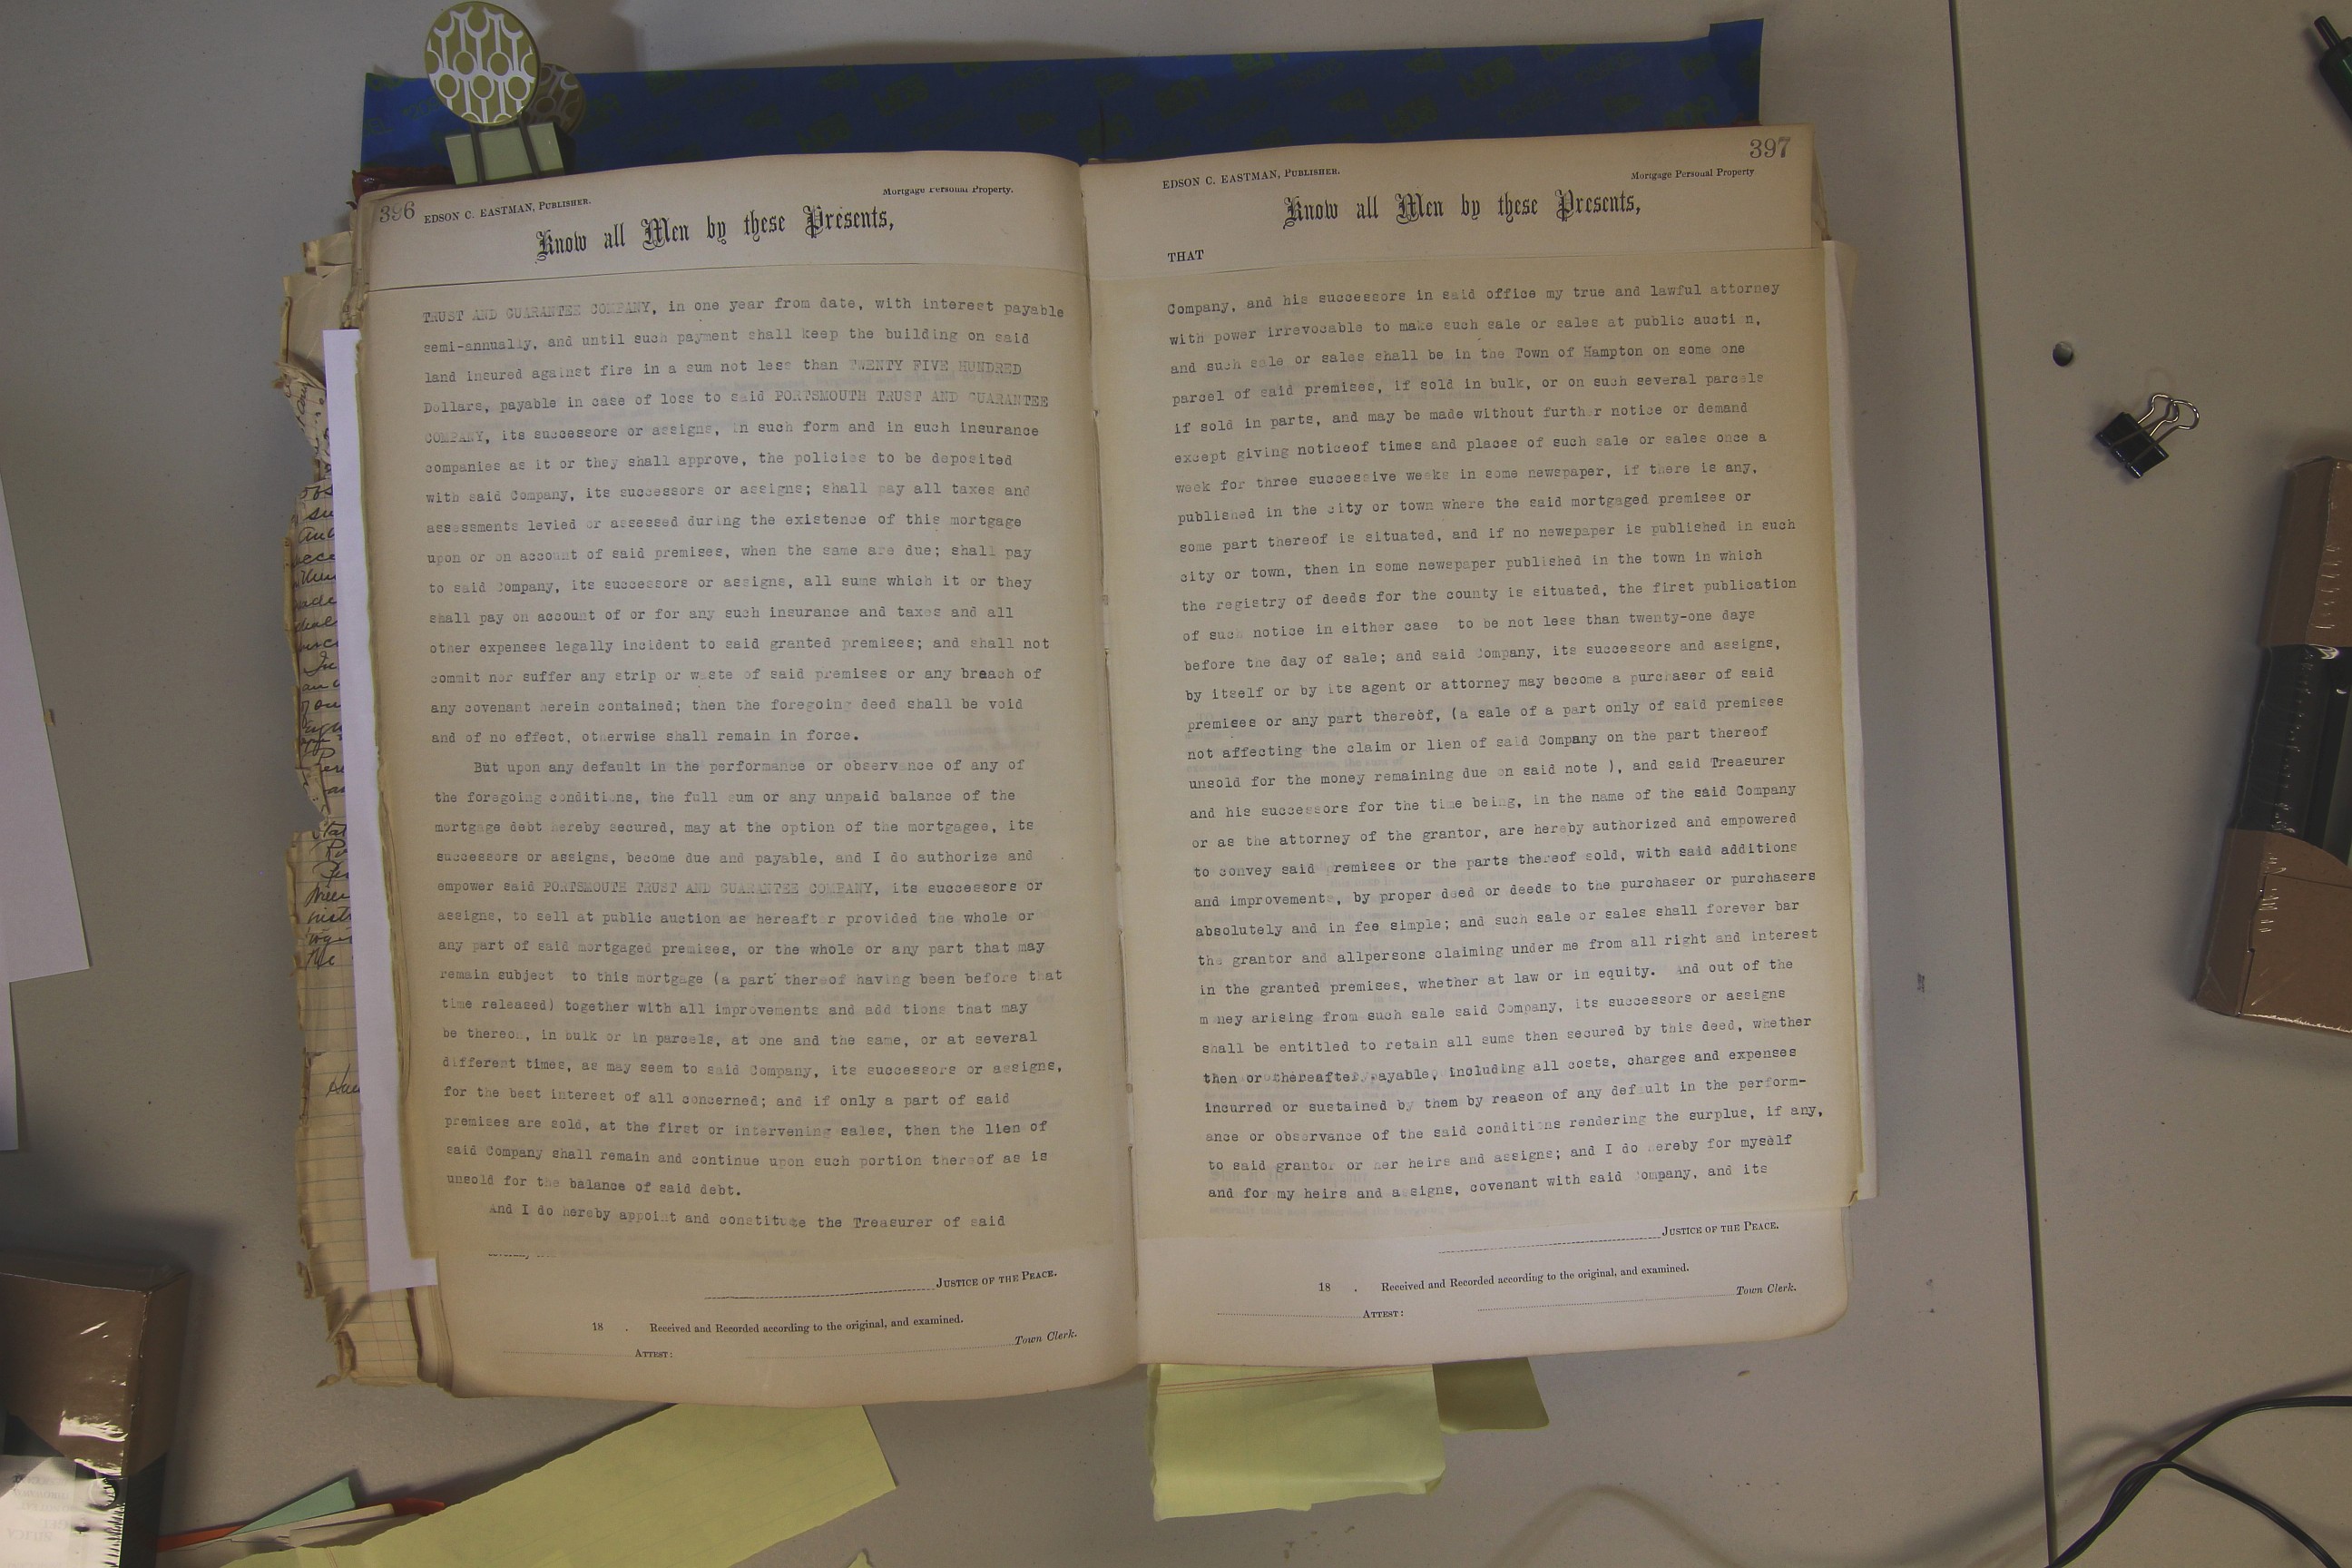 396 EDSON C. EASTMAN, PUBLISHER.
Mortgage Personal Property.
Know all Men by these Presents,
TRUST AND GUARANTEE COMPANY, in one year from date, with interest payable
semi-annually, and until such payment shall keep the building on said
land insured against fire in a sum not less than TWENTY FIVE HUNDRED
Dollars, payable in case of loss to said PORTSMOUTH TRUST AND GUARANTEE
COMPANY, its successors or assigns, in such form and in such insurance
companies as it or they shall approve, the policies to be deposited
with said Company, its successors or assigns; shall pay all taxes and
assessments levied or assessed during the existence of this mortgage
upon or on account of said premises, when the same are due; shall pay
to said Company, its successors or assigns, all sums which it or they
shall pay on account of or for any such insurance and taxes and all
other expenses legally incident to said granted premises; and shall not
commit nor suffer any strip or waste of said premises or any breach of
any covenant herein contained; then the foregoing deed shall be void
and of no effect, otherwise shall remain in force.
But upon any default in the performance or observance of any of
the foregoing conditions, the full sum or any unpaid balance of the
mortgage debt hereby secured, may at the option of the mortgagee, its
successors or assigns, become due and payable, and I do authorize and
empower said PORTSMOUTH TRUST AND GUARANTEE COMPANY, its successors or
assigns, to sell at public auction as hereafter provided the whole or
any part of said mortgaged premises, or the whole or any part that may
remain subject to this mortgage (a part thereof having been before that
time released) together with all improvements and add tions that may
be thereon, in bulk or in parcels, at one and the same, or at several
different times, as may seem to said Company, its successors or assigns,
for the best interest of all concerned; and if only a part of said
premises are sold, at the first or intervening sales, then the lien of
said Company shall remain and continue upon such portion thereof as is
unsold for the balance of said debt.
And I do hereby appoint and constitute the Treasurer of said
JUSTICE OF THE PEACE.
18 . Received and Recorded according to the original, and examined.
ATTEST: Town Clerk.
397
EDSON C. EASTMAN, PUBLISHER.
Mortgage Personal Property
Know all Men by these Presents,
THAT
Company, and his successors in said office my true and lawful attorney
with power irrevocable to make such sale or sales at public aucti n,
and such sale or sales shall be in the Town of Hampton on some one
parcel of said premises, if sold in bulk, or on such several parcels
if sold in parts, and may be made without further notice or demand
except giving noticeof times and places of such sale or sales once a
week for three successive weeks in some newspaper, if there is any,
published in the city or town where the said mortgaged premises or
some part thereof is situated, and if no newspaper is published in such
city or town, then in some newspaper published in the town in which
the registry of deeds for the county is situated, the first publication
of such notice in either case to be not less than twenty-one days
before the day of sale; and said Company, its successors and assigns,
by itself or by its agent or attorney may become a purchaser of said
premises or any part thereof, (a sale of a part only of said premises
not affecting the claim or lien of said Company on the part thereof
unsold for the money remaining due on said note ), and said Treasurer
and his successors for the time being, in the name of the said Company
or as the attorney of the grantor, are hereby authorized and empowered
to convey said premises or the parts thereof sold, with said additions
and improvements, by proper deed or deeds to the purchaser or purchasers
absolutely and in fee simple; and such sale or sales shall forever bar
the grantor and allpersons claiming under me from all right and interest
in the granted premises, whether at law or in equity. And out of the
m ney arising from such sale said Company, its successors or assigns
shall be entitled to retain all sums then secured by this deed, whether
then or thereafter payable, including all costs, charges and expenses
incurred or sustained by them by reason of any default in the perform-
ance or observance of the said conditions rendering the surplus, if any,
to said grantor or her heirs and assigns; and I do hereby for myself
and for my heirs and assigns, covenant with said Company, and its
JUSTICE OF THE PEACE.
18 . Received and Recorded according to the original, and examined.
ATTEST: Town Clerk.